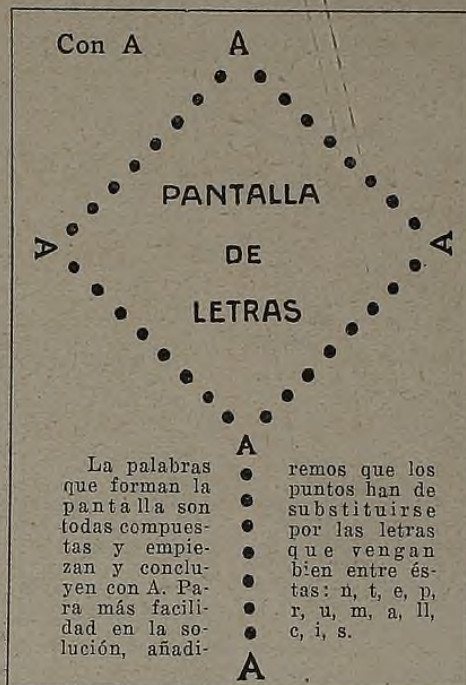 Con A
A
PANTALLA
A
DE
A
LETRAS
A
La palabras
que forman la
pantalla son
todas compues-
tas y empie-
zan y conclu-
yen con A. Pa-
ra más facili-
dad en la so-
lución, añadi-
remos que los
puntos han de
substituirse
por las letras
que vengan
bien entre és-
tas: n, t, e, p,
r, u, m, a, ll,
c, i, s.
A